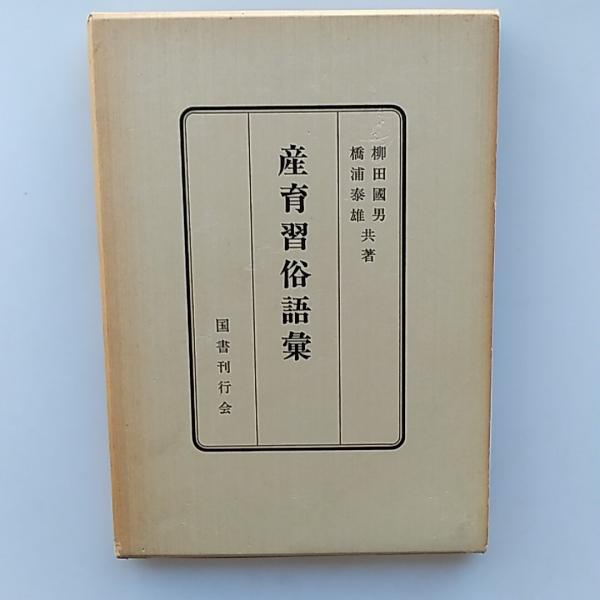 柳田國男
橋浦泰雄
共著
産育習俗語彙
国書刊行会